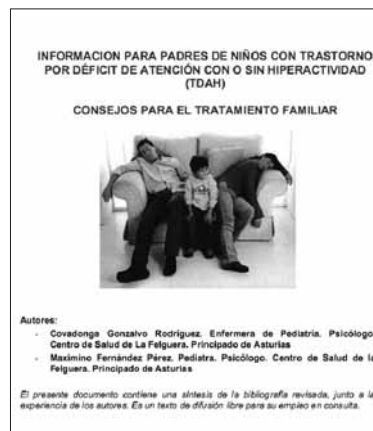 INFORMACION PARA PADRES DE NIÑOS CON TRASTORNO
POR DÉFICIT DE ATENCIÓN CON O SIN HIPERACTIVIDAD
(TDAH)
CONSEJOS PARA EL TRATAMIENTO FAMILIAR
Autores:
- Covadonga Gonzalvo Rodríguez. Enfermera de Pediatría. Psicólogo.
Centro de Salud de La Felguera. Principado de Asturias
- Maximino Fernández Pérez. Pediatra. Psicólogo. Centro de Salud de la
Felguera. Principado de Asturias
El presente documento contiene una síntesis de la bibliografía revisada, junto a la
experiencia de los autores. Es un texto de difusión libre para su empleo en consulta.